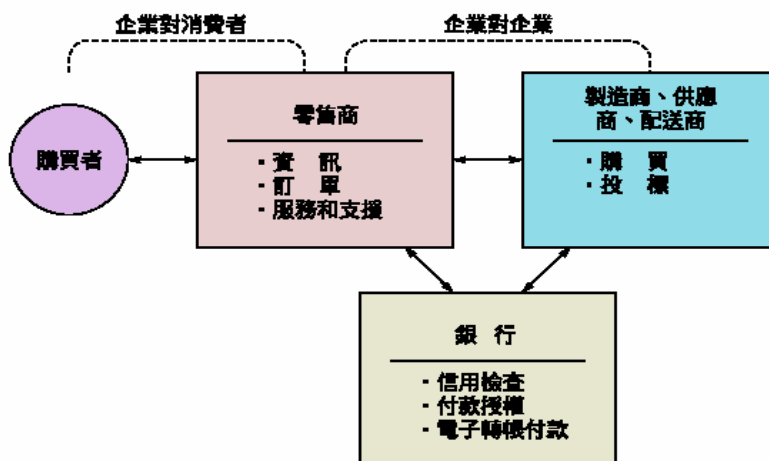 企業對消費者
企業對企業
購買者
零售商
・資 訊
・訂 單
・服務和支援
製造商、供應
商、配送商
・購 買
・投 標
銀 行
・信用檢查
・付款授權
・電子轉帳付款